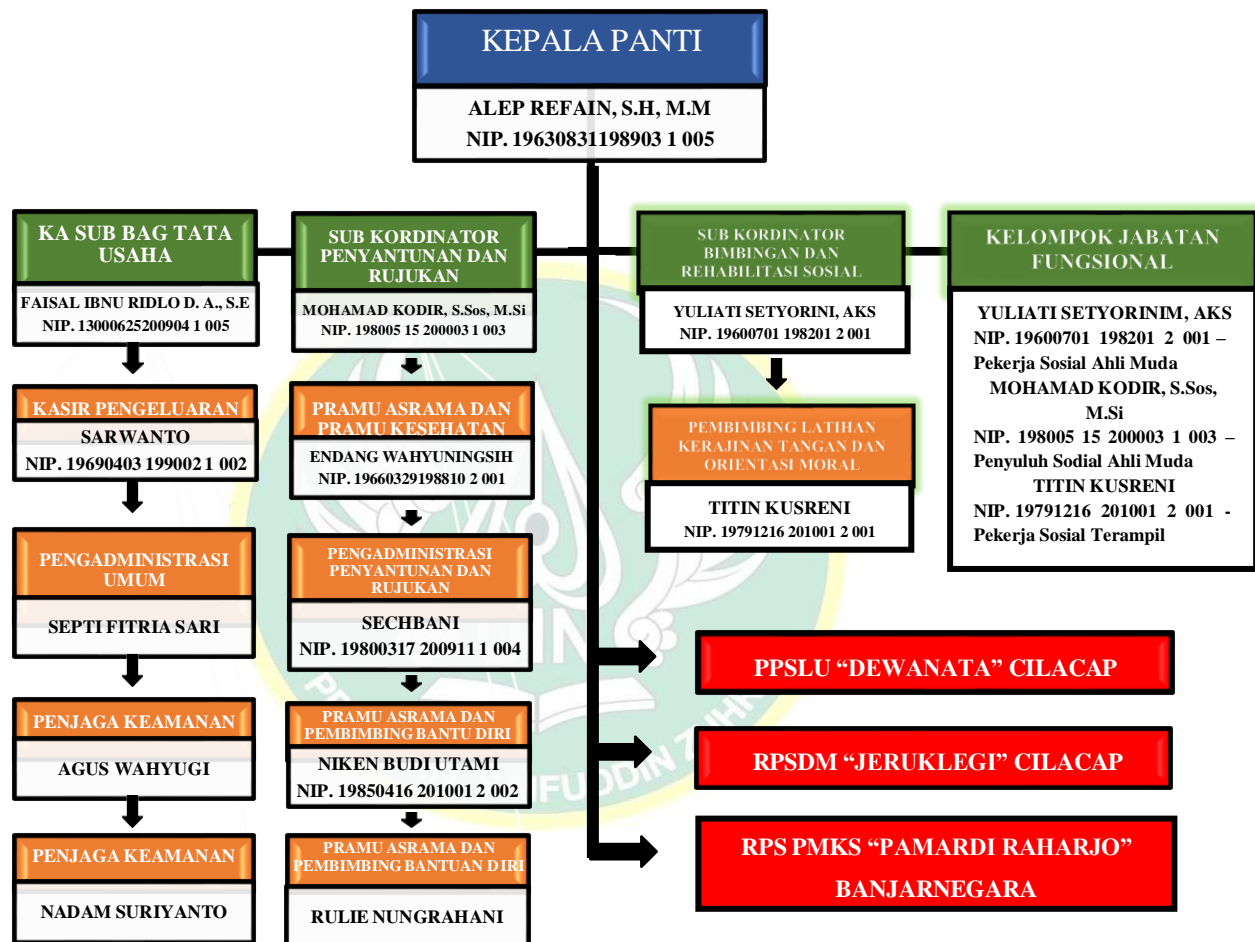 KEPALA PANTI
ALEP REFAIN, S.H, M.M
NIP. 19630831198903 1 005
KA SUB BAG TATA
USAHA
FAISAL IBNU RIDLO D. A., S.E
NIP. 13000625200904 1 005
KASIR PENGELUARAN
SARWANTO
NIP. 19690403 199002 1 002
PENGADMINISTRASI
UMUM
SEPTI FITRIA SARI
PENJAGA KEAMANAN
AGUS WAHYUGI
PENJAGA KEAMANAN
NADAM SURIYANTO
SUB KORDINATOR
PENYANTUNAN DAN
RUJUKAN
MOHAMAD KODIR, S.Sos, M.Si
NIP. 198005 15 200003 1 003
PRAMU ASRAMA DAN
PRAMU KESEHATAN
ENDANG WAHYUNINGSIH
NIP. 19660329198810 2 001
PENGADMINISTRASI
PENYANTUNAN DAN
RUJUKAN
SECHBANI
NIP. 19800317 200911 1 004
PRAMU ASRAMA DAN
PEMBIMBING BANTU DIRI
NIKEN BUDI UTAMI
NIP. 19850416 201001 2 002
PRAMU ASRAMA DAN
PEMBIMBING BANTUAN DIRI
RULIE NUNGRAHANI
SUB KORDINATOR
BIMBINGAN DAN
REHABILITASI SOSIAL
YULIATI SETYORINI, AKS
NIP. 19600701 198201 2 001
PEMBIMBING LATIHAN
KERAJINAN TANGAN DAN
ORIENTASI MORAL
TITIN KUSRENI
NIP. 19791216 201001 2 001
KELOMPOK JABATAN
FUNGSIONAL
YULIATI SETYORINIM, AKS
NIP. 19600701 198201 2 001 –
Pekerja Sosial Ahli Muda
MOHAMAD KODIR, S.Sos,
M.Si
NIP. 198005 15 200003 1 003 –
Penyuluh Sodial Ahli Muda
TITIN KUSRENI
NIP. 19791216 201001 2 001 -
Pekerja Sosial Terampil
PPSLU “DEWANATA” CILACAP
RPSDM “JERUKLEGI” CILACAP
RPS PMKS “PAMARDI RAHARJO”
BANJARNEGARA